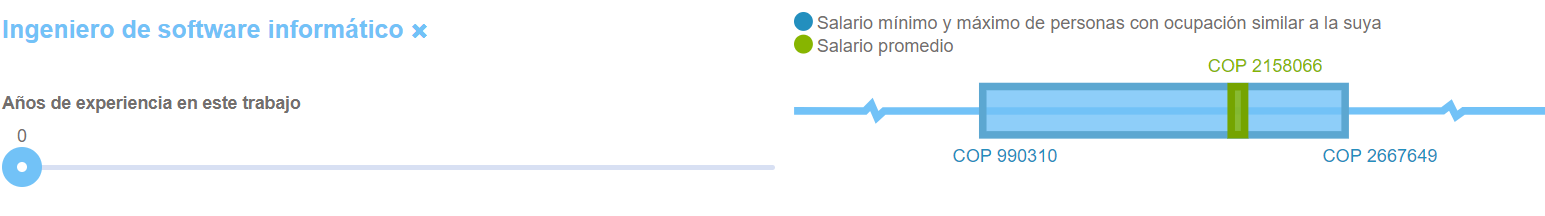 Ingeniero de software informático ×
Años de experiencia en este trabajo
0
Salario mínimo y máximo de personas con ocupación similar a la suya
Salario promedio
COP 2158066
COP 990310
COP 2667649